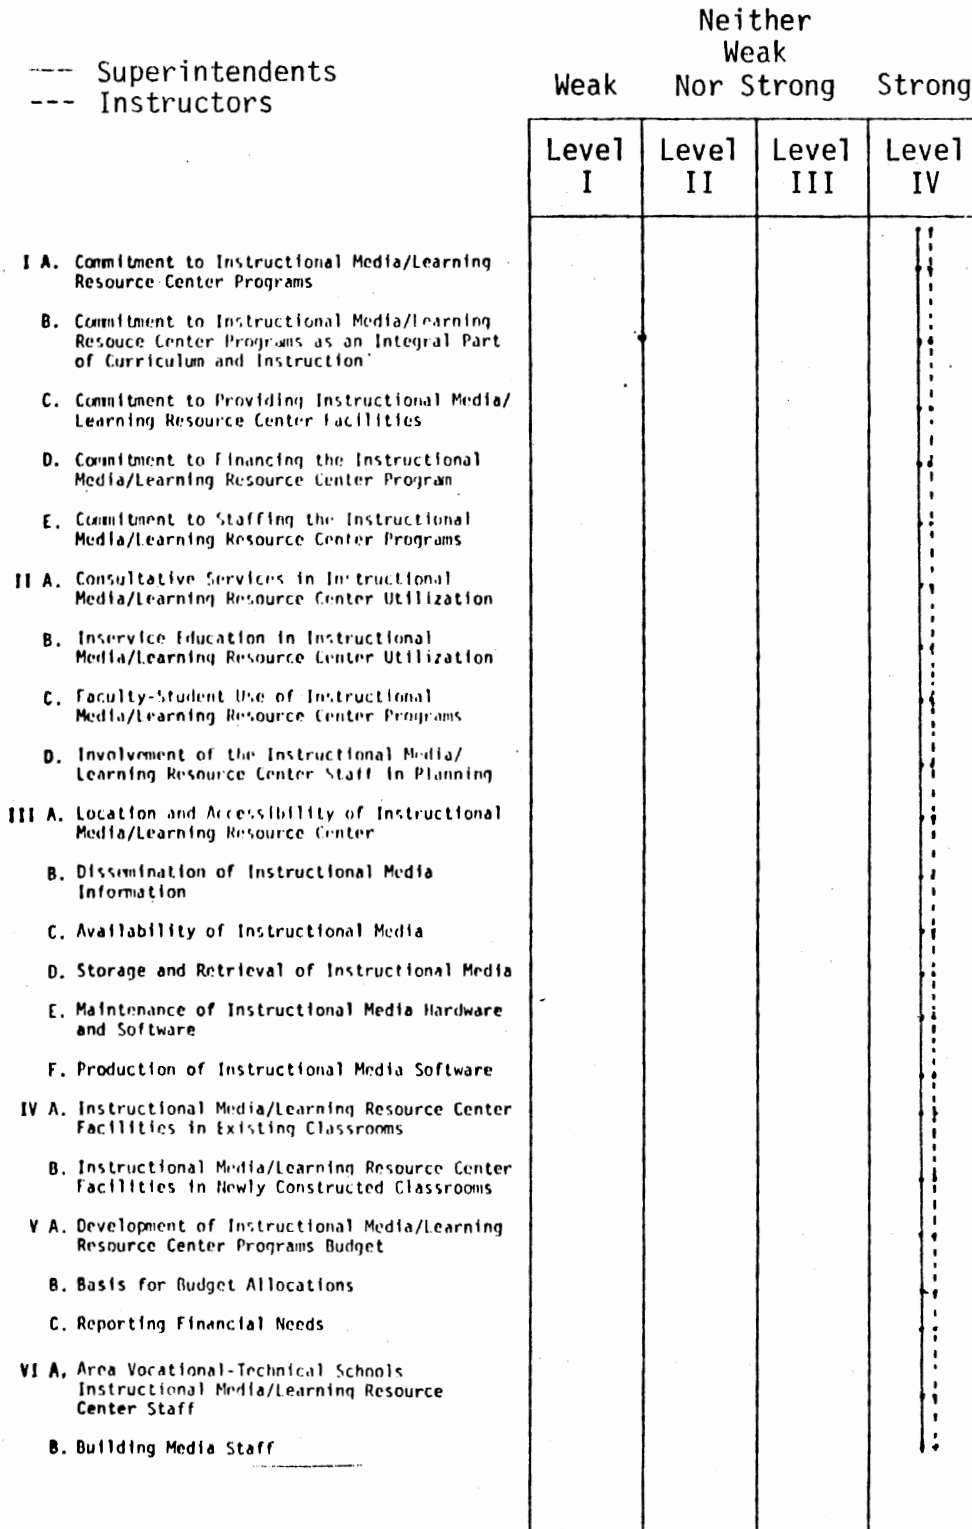 Neither
Weak
---- Superintendents Weak Nor Strong Strong
--- Instructors
Level Level Level Level
I II III IV
I A. Commitment to Instructional Media/Learning
Resource Center Programs
B. Commitment to Instructional Media/Learning
Resouce Center Programs as an Integral Part
of Curriculum and Instruction
C. Commitment to Providing Instructional Media/
Learning Resource Center Facilities
D. Commitment to Financing the Instructional
Media/Learning Resource Center Program
E. Commitment to Staffing the Instructional
Media/Learning Resource Center Programs
II A. Consultative Services in Instructional
Media/Learning Resource Center Utilization
B. Inservice Education in Instructional
Media/Learning Resource Center Utilization
C. Faculty-Student Use of Instructional
Media/Learning Resource Center Programs
D. Involvement of the Instructional Media/
Learning Resource Center Staff in Planning
III A. Location and Accessibility of Instructional
Media/Learning Resource Center
B. Dissemination of Instructional Media
Information
C. Availability of Instructional Media
D. Storage and Retrieval of Instructional Media
E. Maintenance of Instructional Media Hardware
and Software
F. Production of Instructional Media Software
IV A. Instructional Media/Learning Resource Center
Facilities in Existing Classrooms
B. Instructional Media/Learning Resource Center
Facilities in Newly Constructed Classrooms
V A. Development of Instructional Media/Learning
Resource Center Programs Budget
B. Basis for Budget Allocations
C. Reporting Financial Needs
VI A. Area Vocational-Technical Schools
Instructional Media/Learning Resource
Center Staff
B. Building Media Staff